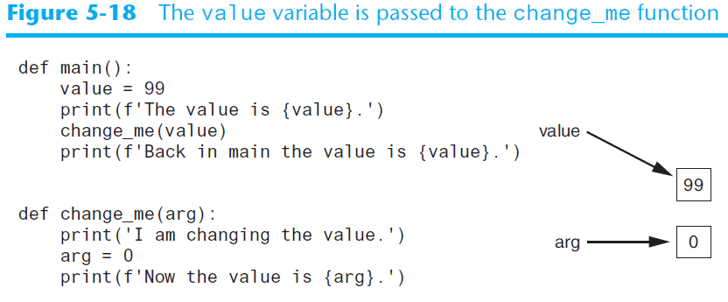 Figure 5-18 The value variable is passed to the change_me function
def main():
    value = 99
    print(f'The value is {value}.')
    change_me(value)
    print(f'Back in main the value is {value}.')
value
99
def change_me(arg):
    print('I am changing the value.')
    arg = 0
    print(f'Now the value is {arg}.')
arg
0